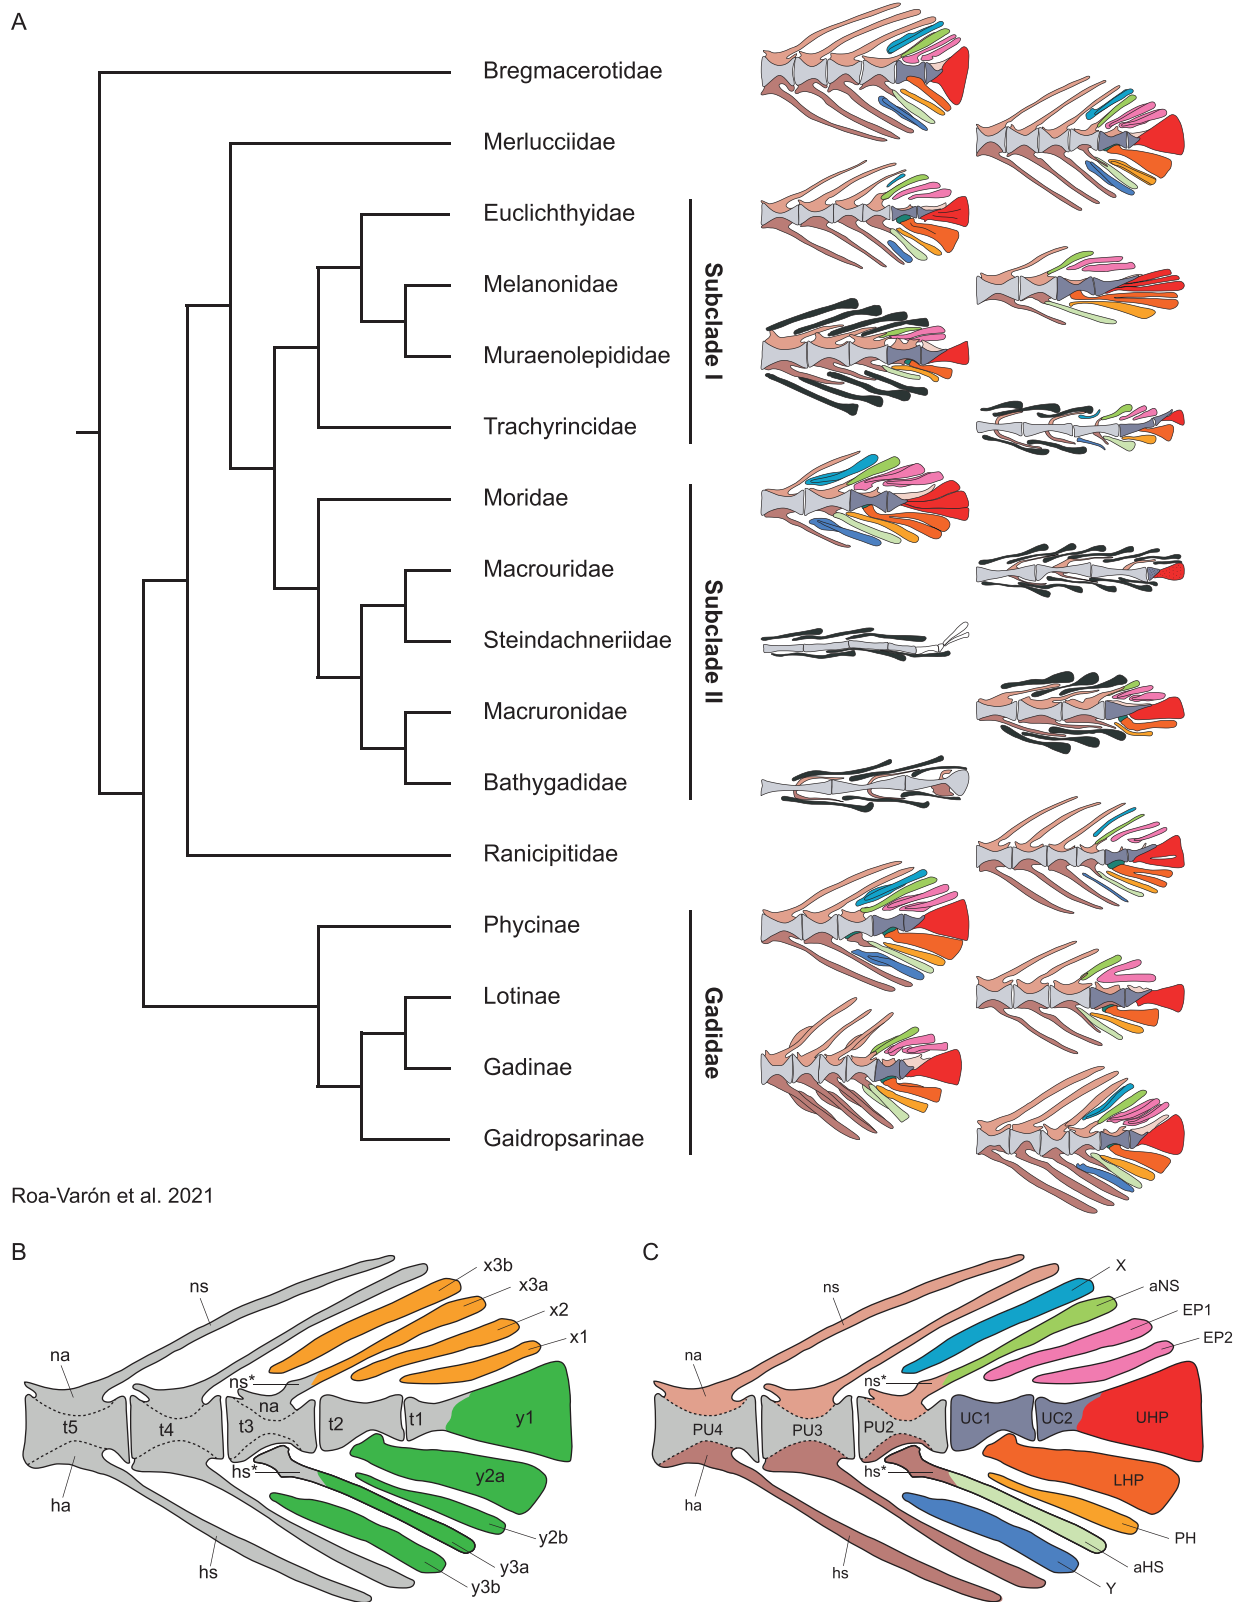 A
Bregmacerotidae
Merlucciidae
Euclichthyidae
Melanonidae
Muraenolepididae
Trachyrincidae
Subclade I
Moridae
Macrouridae
Steindachneriidae
Macruronidae
Bathygadidae
Subclade II
Ranicipitidae
Phycinae
Lotinae
Gadinae
Gaidropsarinae
Gadidae
Roa-Varón et al. 2021
B
ns
na
x3b
x3a
x2
x1
ns*
na
t5
t4
t3
t2
t1
y1
hs*
y2a
ha
y2b
y3a
hs
y3b
C
X
ns
aNS
EP1
na
EP2
ns*
PU4
PU3
PU2
UC1
UC2
UHP
hs*
LHP
ha
PH
aHS
hs
Y